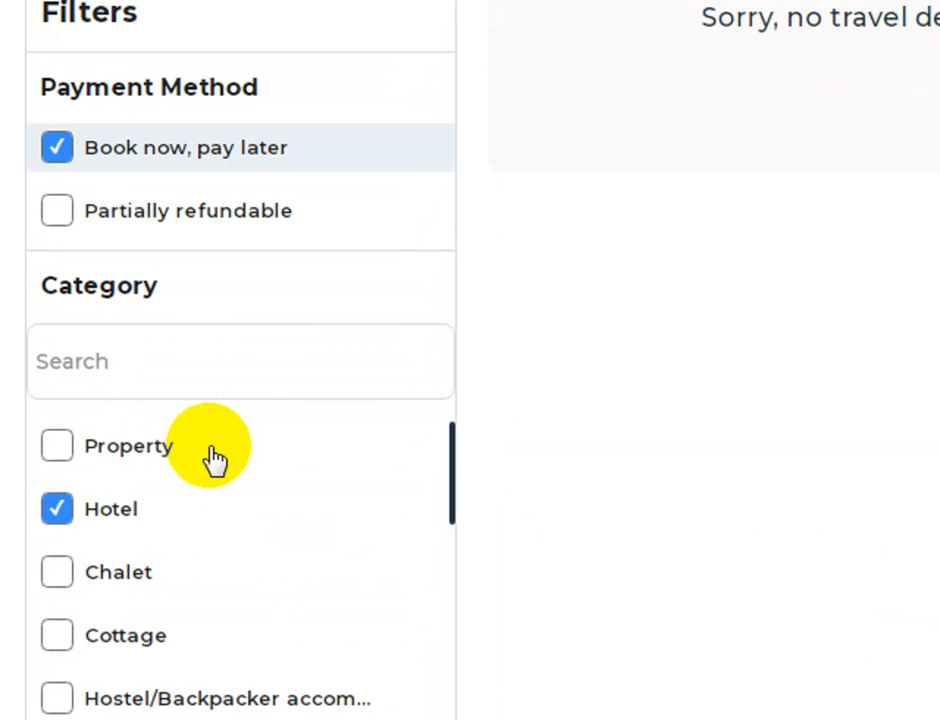 Filters
Sorry, no travel de
Payment Method
Book now, pay later
Partially refundable
Category
Search
Property
Hotel
Chalet
Cottage
Hostel/Backpacker accom...